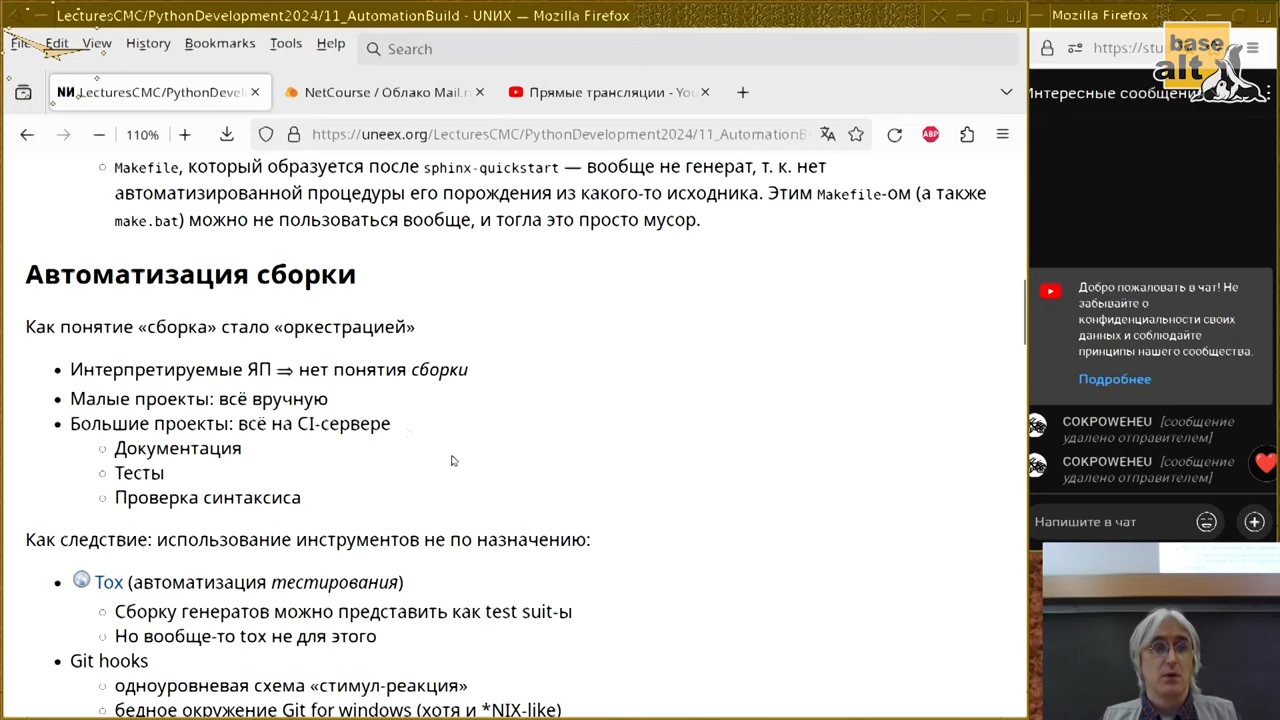 LecturesCMC/PythonDevelopment2024/11_AutomationBuild - UNИX — Mozilla Firefox
Mozilla Firefox
File Edit View History Bookmarks Tools Help
Search
https://stu
base
alt
LecturesCMC/PythonDevel
NetCourse / Облако Mail.r
Прямые трансляции - You
Интересные сообщени
110%
https://uneex.org/LecturesCMC/PythonDevelopment2024/11_AutomationB
ABP
Makefile, который образуется после sphinx-quickstart — вообще не генерат, т. к. нет
автоматизированной процедуры его порождения из какого-то исходника. Этим Makefile-ом (а также
make.bat) можно не пользоваться вообще, и тогла это просто мусор.
Автоматизация сборки
Как понятие «сборка» стало «оркестрацией»
Интерпретируемые ЯП ⇒ нет понятия сборки
Малые проекты: всё вручную
Большие проекты: всё на CI-сервере
Документация
Тесты
Проверка синтаксиса
Как следствие: использование инструментов не по назначению:
Tox (автоматизация тестирования)
Сборку генератов можно представить как test suit-ы
Но вообще-то tox не для этого
Git hooks
одноуровневая схема «стимул-реакция»
бедное окружение Git for windows (хотя и *NIX-like)
Добро пожаловать в чат! Не
забывайте о
конфиденциальности своих
данных и соблюдайте
принципы нашего сообщества.
Подробнее
COKPOWEHEU [сообщение
удалено отправителем]
COKPOWEHEU [сообщение
удалено отправителем]
Напишите в чат